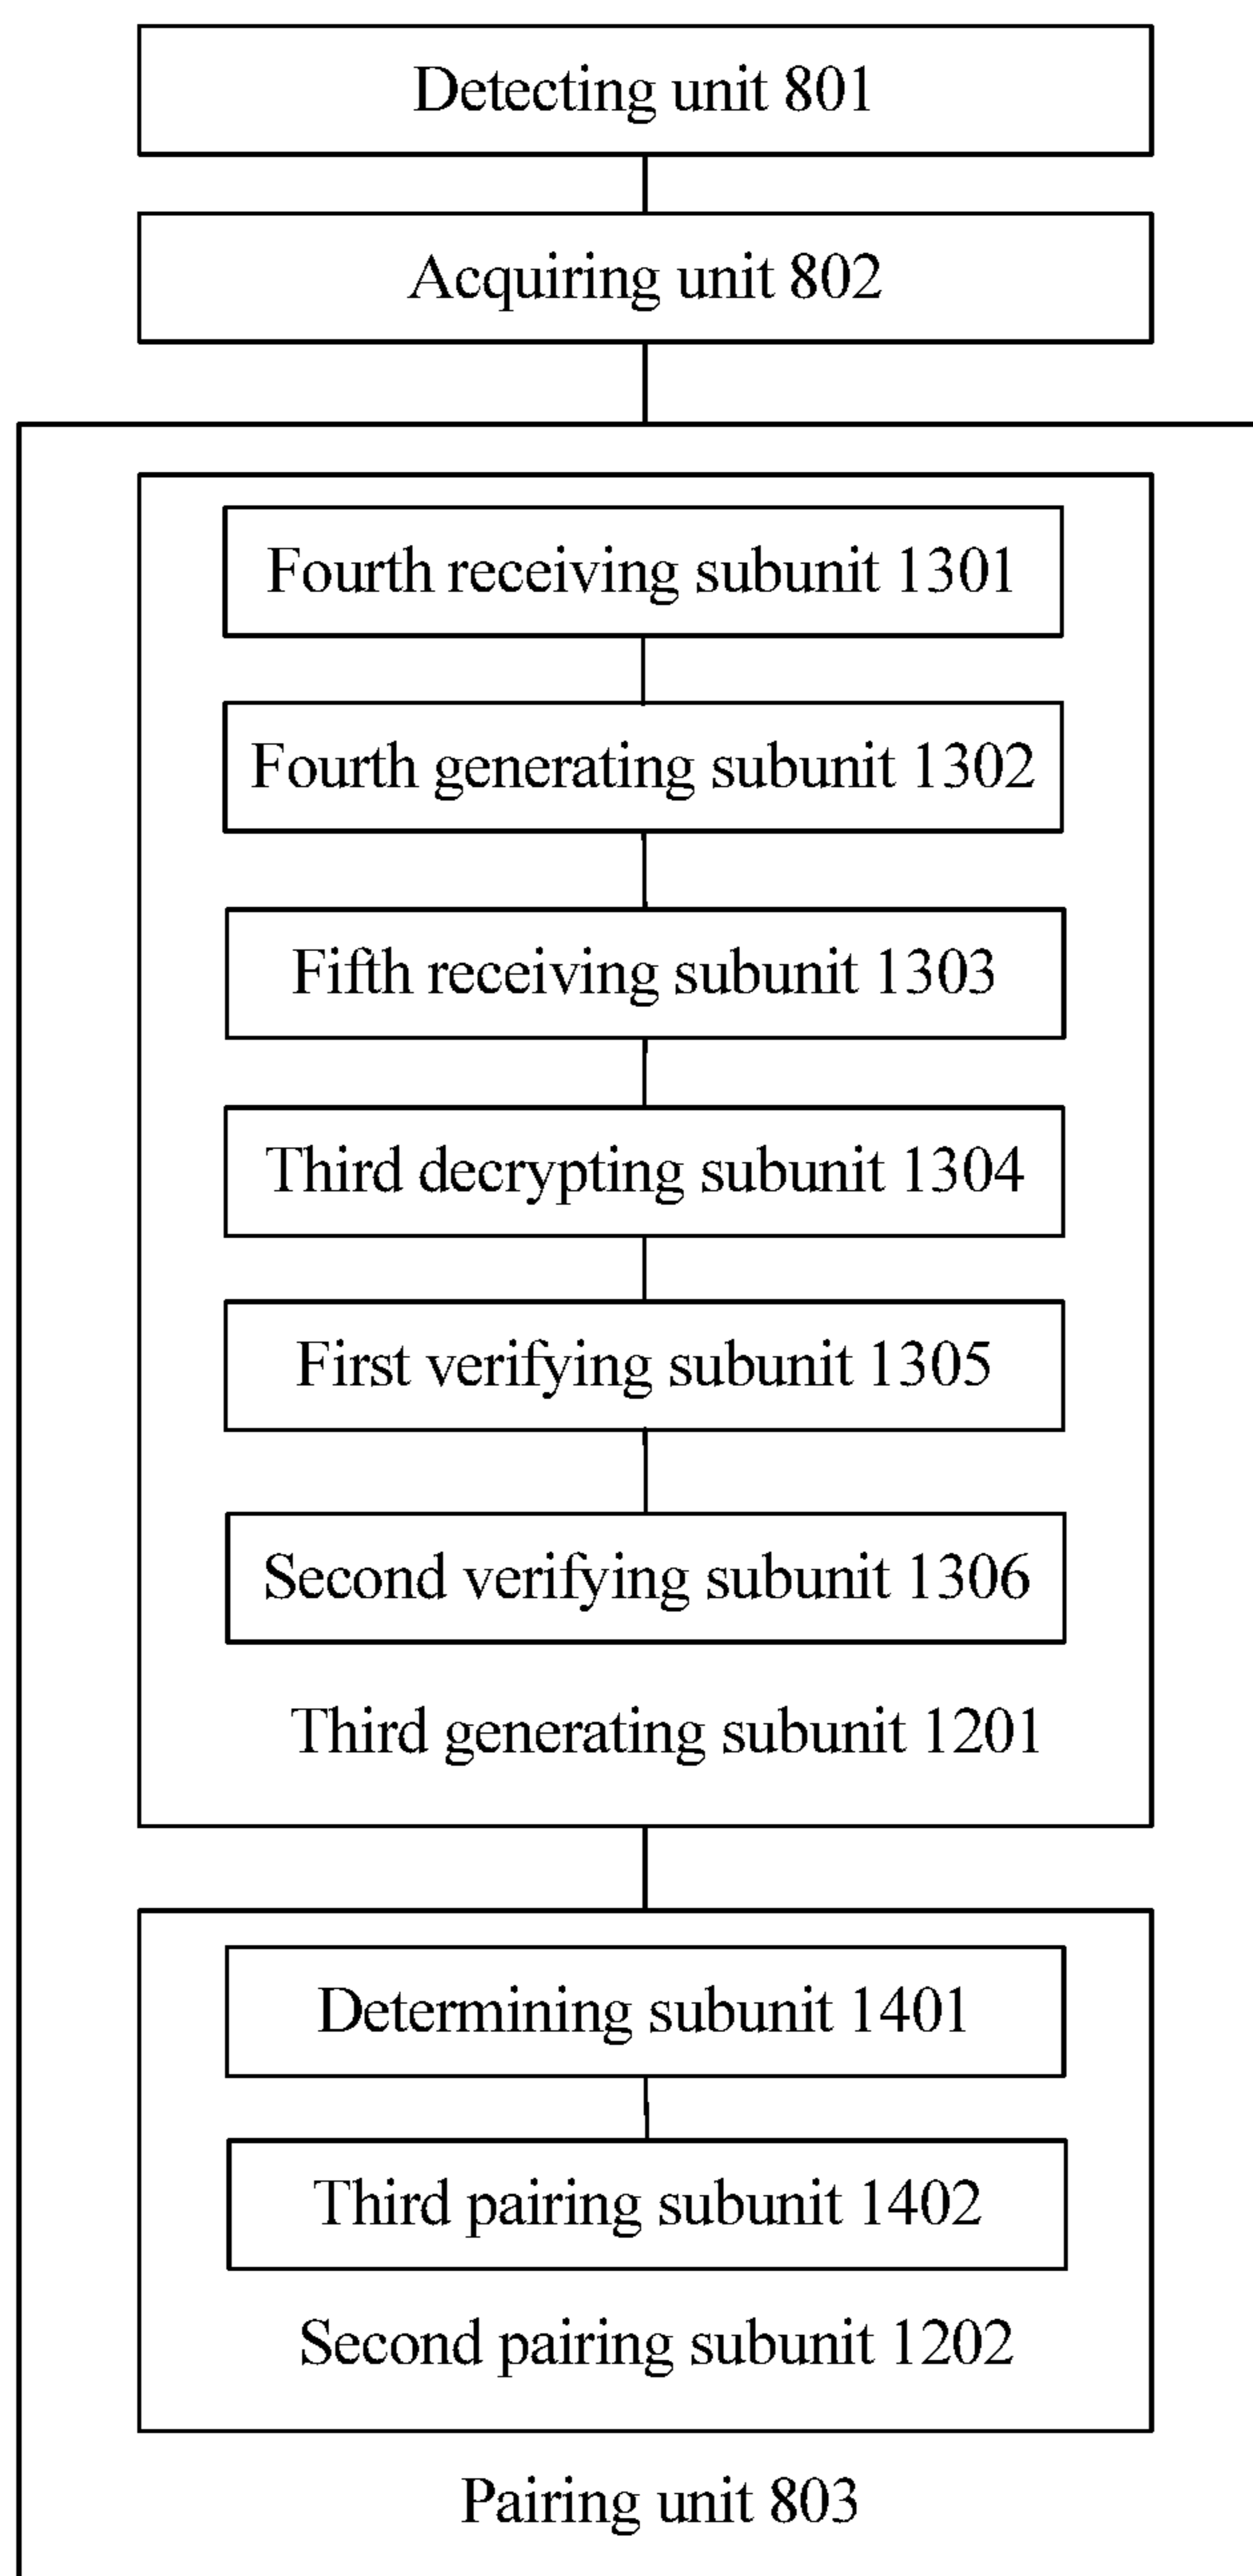 Detecting unit 801
Acquiring unit 802
Fourth receiving subunit 1301
Fourth generating subunit 1302
Fifth receiving subunit 1303
Third decrypting subunit 1304
First verifying subunit 1305
Second verifying subunit 1306
Third generating subunit 1201
Determining subunit 1401
Third pairing subunit 1402
Second pairing subunit 1202
Pairing unit 803